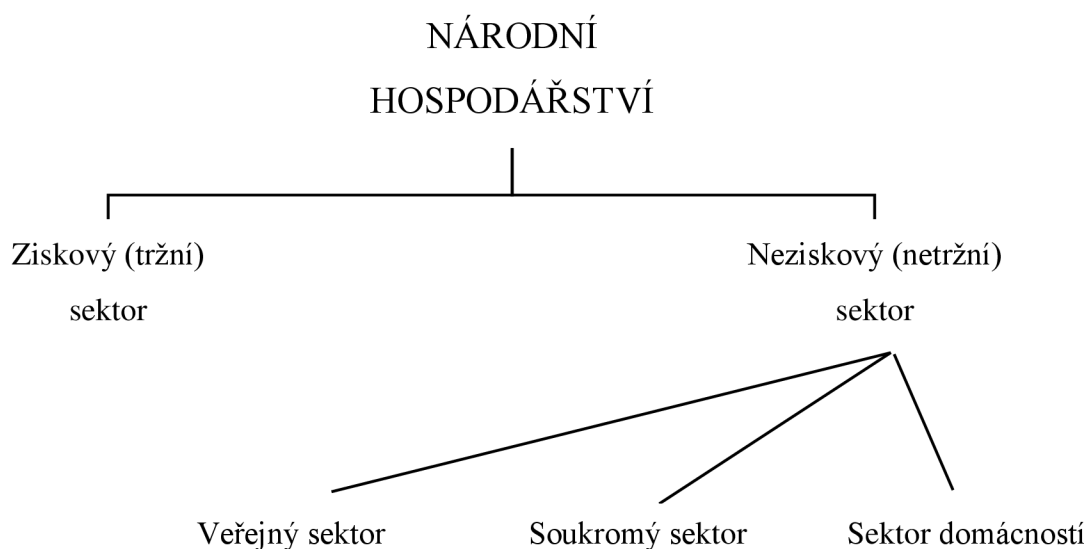 NÁRODNÍ
HOSPODÁŘSTVÍ
Ziskový (tržní)
sektor
Neziskový (netržní)
sektor
Veřejný sektor
Soukromý sektor
Sektor domácností